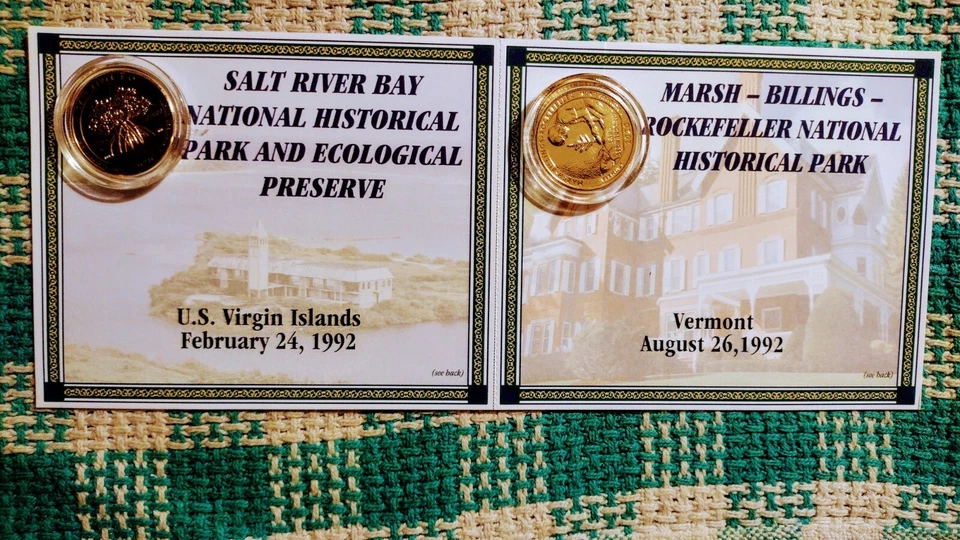 SALT RIVER BAY
NATIONAL HISTORICAL
PARK AND ECOLOGICAL
PRESERVE
U.S. Virgin Islands
February 24, 1992
(see back)
MARSH – BILLINGS –
ROCKEFELLER NATIONAL
HISTORICAL PARK
Vermont
August 26,1992
(see back)